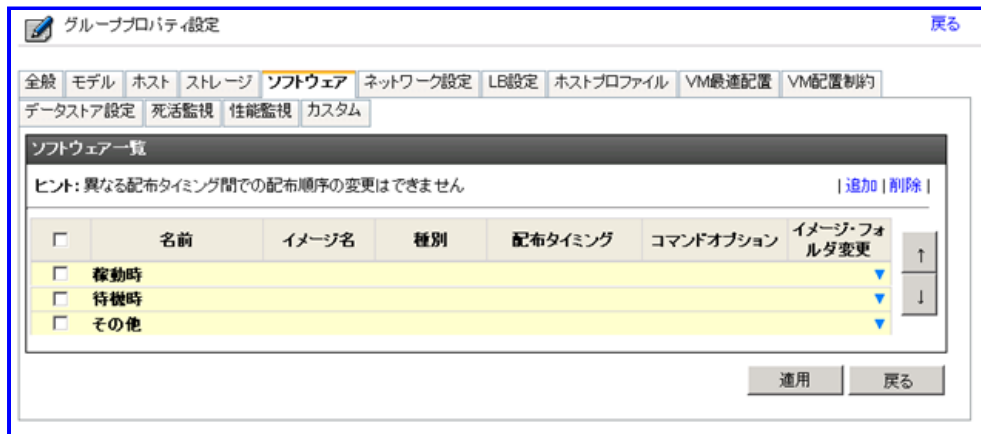 グループプロパティ設定 戻る
全般 モデル ホスト ストレージ ソフトウェア ネットワーク設定 LB設定 ホストプロファイル VM最適配置 VM配置制約
データストア設定 死活監視 性能監視 カスタム
ソフトウェア一覧
ヒント: 異なる配布タイミング間での配布順序の変更はできません | 追加 | 削除 |
名前 イメージ名 種別 配布タイミング コマンドオプション イメージ・フォ
ルダ変更
↑
稼動時 ▼
待機時 ▼
↓
その他 ▼
適用 戻る